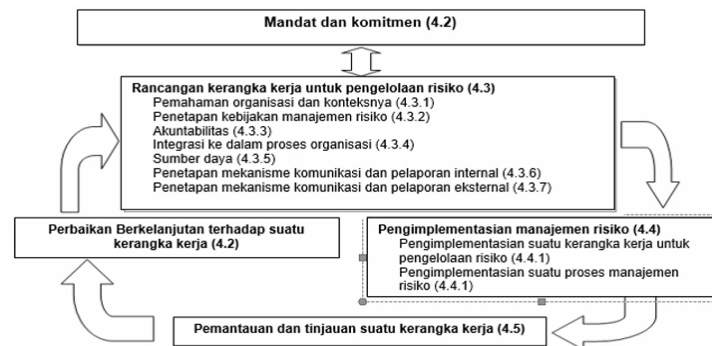 Mandat dan komitmen (4.2)
Rancangan kerangka kerja untuk pengelolaan risiko (4.3)
Pemahaman organisasi dan konteksnya (4.3.1)
Penetapan kebijakan manajemen risiko (4.3.2)
Akuntabilitas (4.3.3)
Integrasi ke dalam proses organisasi (4.3.4)
Sumber daya (4.3.5)
Penetapan mekanisme komunikasi dan pelaporan internal (4.3.6)
Penetapan mekanisme komunikasi dan pelaporan eksternal (4.3.7)
Perbaikan Berkelanjutan terhadap suatu
kerangka kerja (4.2)
Pengimplementasian manajemen risiko (4.4)
Pengimplementasian suatu kerangka kerja untuk
pengelolaan risiko (4.4.1)
Pengimplementasian suatu proses manajemen
risiko (4.4.1)
Pemantauan dan tinjauan suatu kerangka kerja (4.5)